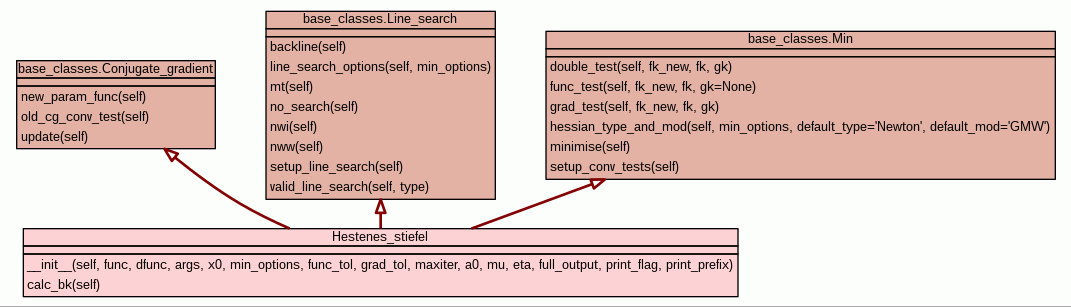 base_classes.Conjugate_gradient
new_param_func(self)
old_cg_conv_test(self)
update(self)
base_classes.Line_search
backline(self)
line_search_options(self, min_options)
mt(self)
no_search(self)
nwi(self)
nww(self)
setup_line_search(self)
valid_line_search(self, type)
base_classes.Min
double_test(self, fk_new, fk, gk)
func_test(self, fk_new, fk, gk=None)
grad_test(self, fk_new, fk, gk)
hessian_type_and_mod(self, min_options, default_type='Newton', default_mod='GMW')
minimise(self)
setup_conv_tests(self)
Hestenes_stiefel
__init__(self, func, dfunc, args, x0, min_options, func_tol, grad_tol, maxiter, a0, mu, eta, full_output, print_flag, print_prefix)
calc_bk(self)